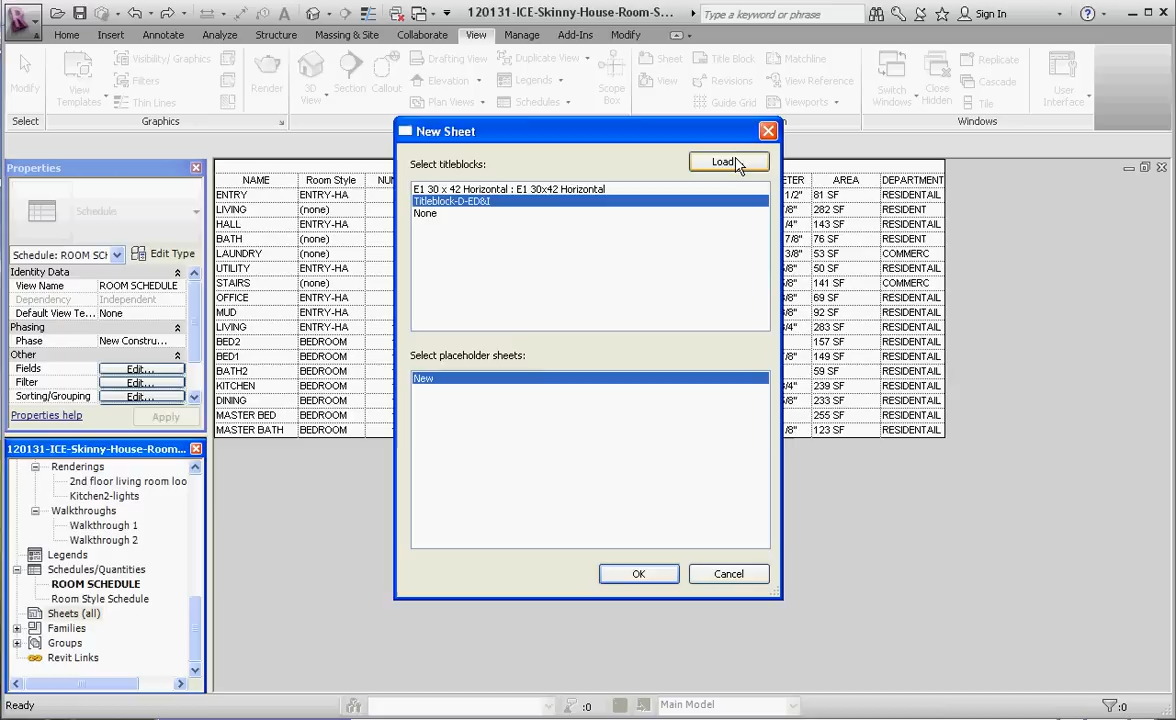 120131-ICE-Skinny-House-Room-S...
Type a keyword or phrase
Sign In
Home Insert Annotate Analyze Structure Massing & Site Collaborate View Manage Add-Ins Modify
Modify
View
Templates
Visibility/ Graphics
Filters
Thin Lines
Render
3D
View
Section
Callout
Drafting View
Elevation
Plan Views
Duplicate View
Legends
Schedules
Scope
Box
Sheet
View
Title Block
Revisions
Guide Grid
Matchline
View Reference
Viewports
Switch
Windows
Close
Hidden
Replicate
Cascade
Tile
User
Interface
Select
Graphics
Windows
Properties
Schedule
Schedule: ROOM SCH
Edit Type
Identity Data
View Name ROOM SCHEDULE
Dependency Independent
Default View Te... None
Phasing
Phase New Constru...
Other
Fields Edit...
Filter Edit...
Sorting/Grouping Edit...
Properties help
Apply
120131-ICE-Skinny-House-Room...
Renderings
2nd floor living room loo
Kitchen2-lights
Walkthroughs
Walkthrough 1
Walkthrough 2
Legends
Schedules/Quantities
ROOM SCHEDULE
Room Style Schedule
Sheets (all)
Families
Groups
Revit Links
NAME Room Style AREA DEPARTMENT
ENTRY ENTRY-HA 81 SF RESIDENTAIL
LIVING (none) 282 SF RESIDENT
HALL ENTRY-HA 143 SF RESIDENTAIL
BATH (none) 76 SF RESIDENT
LAUNDRY (none) 53 SF COMMERC
UTILITY ENTRY-HA 50 SF RESIDENTAIL
STAIRS (none) 141 SF COMMERC
OFFICE ENTRY-HA 69 SF RESIDENTAIL
MUD ENTRY-HA 92 SF RESIDENTAIL
LIVING ENTRY-HA 283 SF RESIDENTAIL
BED2 BEDROOM 157 SF RESIDENTAIL
BED1 BEDROOM 149 SF RESIDENTAIL
BATH2 BEDROOM 59 SF RESIDENTAIL
KITCHEN BEDROOM 239 SF RESIDENTAIL
DINING BEDROOM 233 SF RESIDENTAIL
MASTER BED BEDROOM 255 SF RESIDENTAIL
MASTER BATH BEDROOM 123 SF RESIDENTAIL
New Sheet
Select titleblocks:
Load
E1 30 x 42 Horizontal : E1 30x42 Horizontal
Titleblock-D-ED&I
None
Select placeholder sheets:
New
OK
Cancel
Ready
:0
Main Model
:0